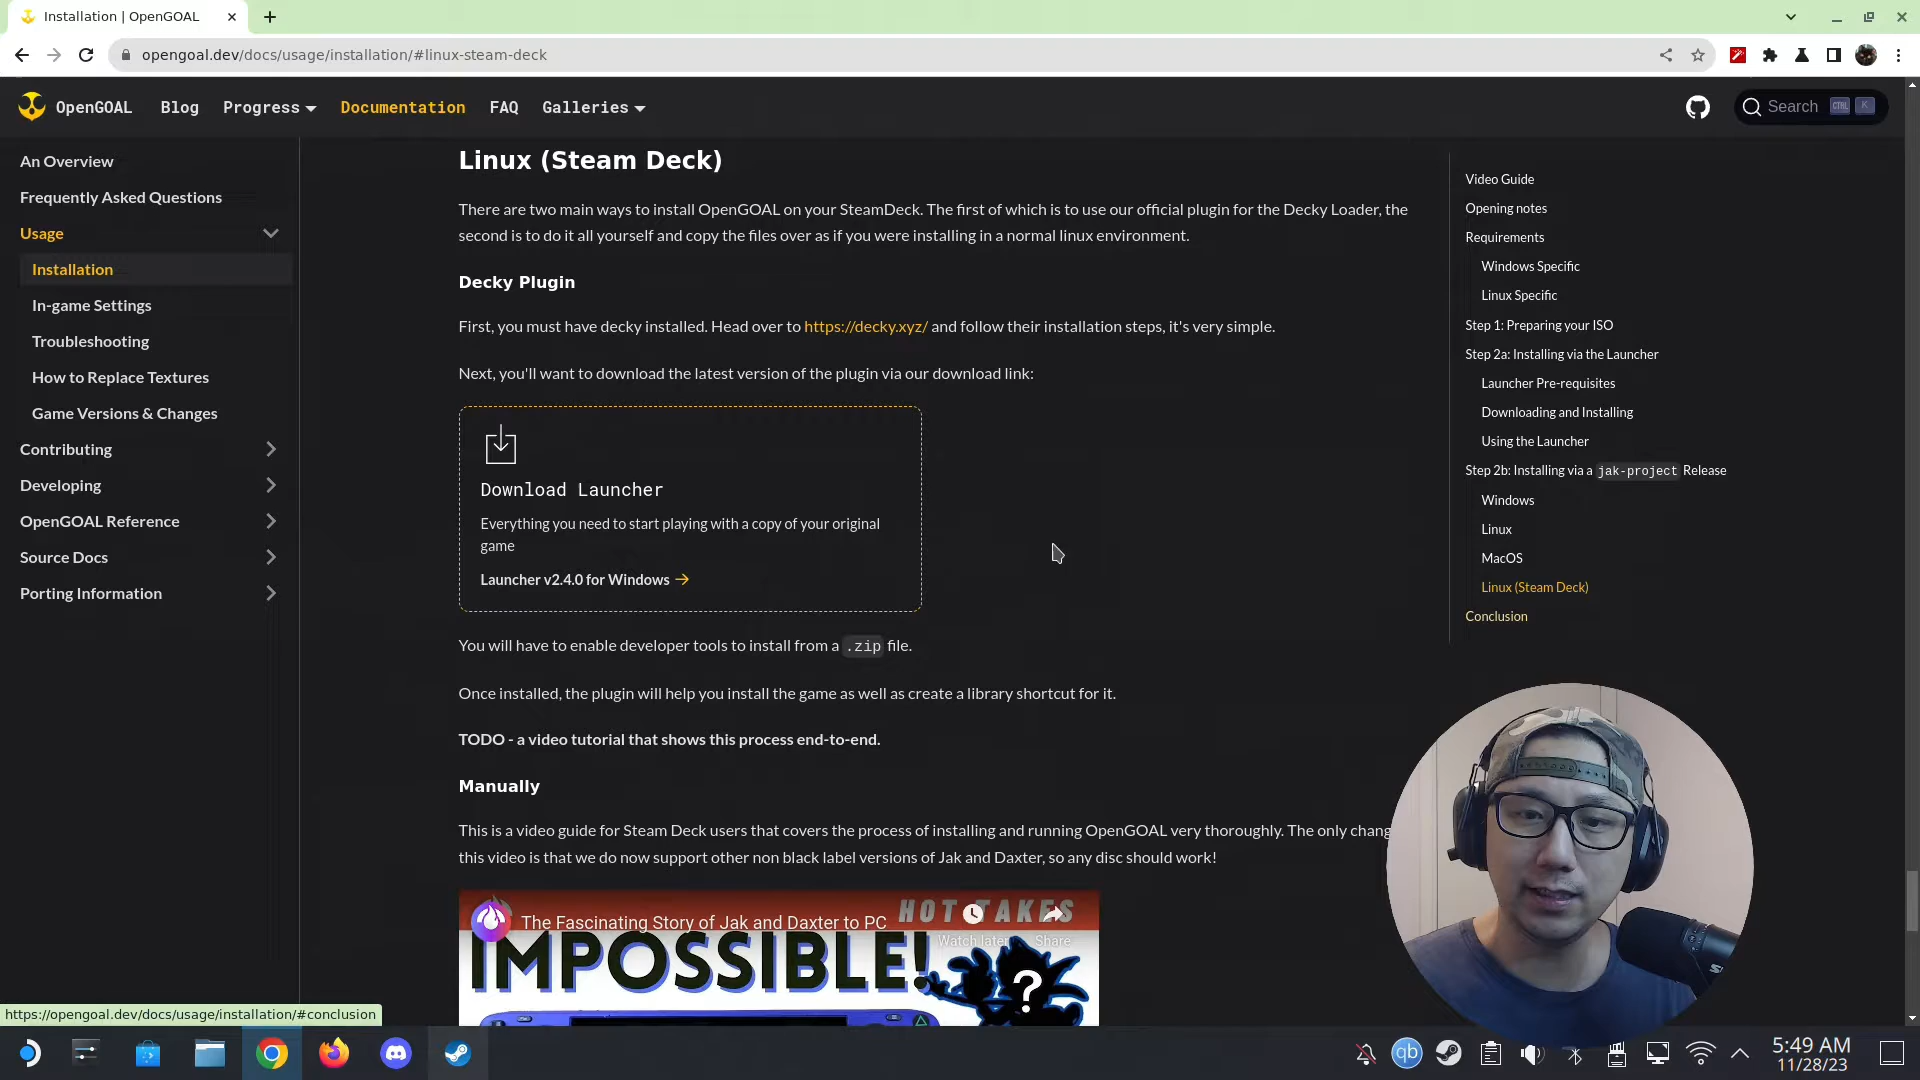 Installation | OpenGOAL
opengoal.dev/docs/usage/installation/#linux-steam-deck
OpenGOAL Blog Progress Documentation FAQ Galleries Search CTRL K
An Overview
Frequently Asked Questions
Usage
Installation
In-game Settings
Troubleshooting
How to Replace Textures
Game Versions & Changes
Contributing
Developing
OpenGOAL Reference
Source Docs
Porting Information
Linux (Steam Deck)
There are two main ways to install OpenGOAL on your SteamDeck. The first of which is to use our official plugin for the Decky Loader, the
second is to do it all yourself and copy the files over as if you were installing in a normal linux environment.
Decky Plugin
First, you must have decky installed. Head over to https://decky.xyz/ and follow their installation steps, it's very simple.
Next, you'll want to download the latest version of the plugin via our download link:
Download Launcher
Everything you need to start playing with a copy of your original
game
Launcher v2.4.0 for Windows →
You will have to enable developer tools to install from a .zip file.
Once installed, the plugin will help you install the game as well as create a library shortcut for it.
TODO - a video tutorial that shows this process end-to-end.
Manually
This is a video guide for Steam Deck users that covers the process of installing and running OpenGOAL very thoroughly. The only chang
this video is that we do now support other non black label versions of Jak and Daxter, so any disc should work!
The Fascinating Story of Jak and Daxter to PC
HOT TAKES
Watch later Share
IMPOSSIBLE!
?
Video Guide
Opening notes
Requirements
Windows Specific
Linux Specific
Step 1: Preparing your ISO
Step 2a: Installing via the Launcher
Launcher Pre-requisites
Downloading and Installing
Using the Launcher
Step 2b: Installing via a jak-project Release
Windows
Linux
MacOS
Linux (Steam Deck)
Conclusion
https://opengoal.dev/docs/usage/installation/#conclusion
qb
5:49 AM
11/28/23